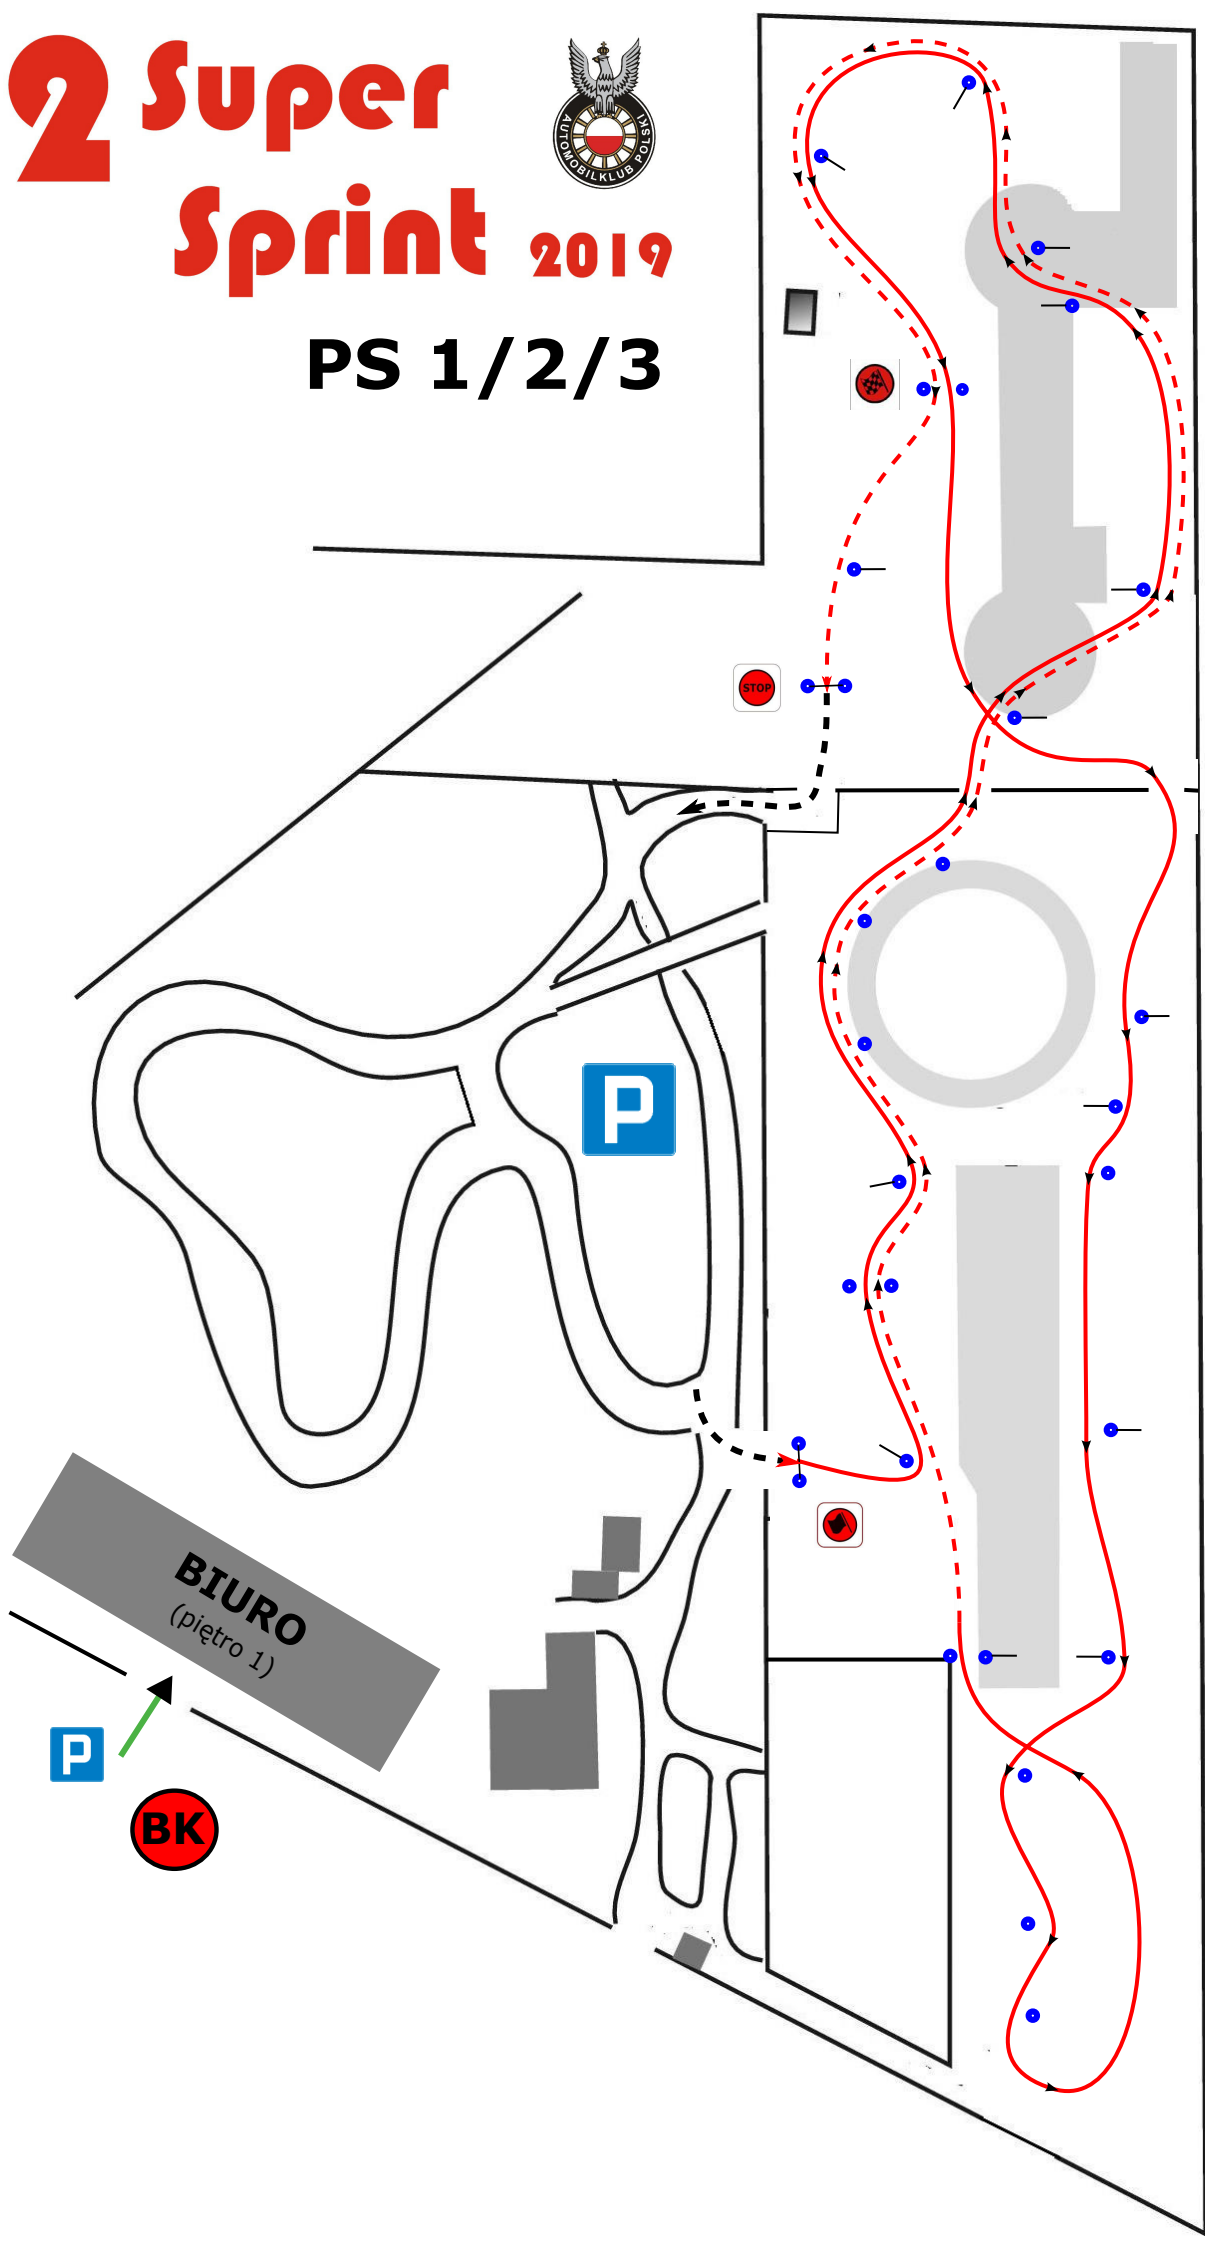 2 Super
Sprint 2019
PS 1/2/3
AUTOMOBILKLUB POLSKI
STOP
P
BIURO
(piętro 1)
P
BK